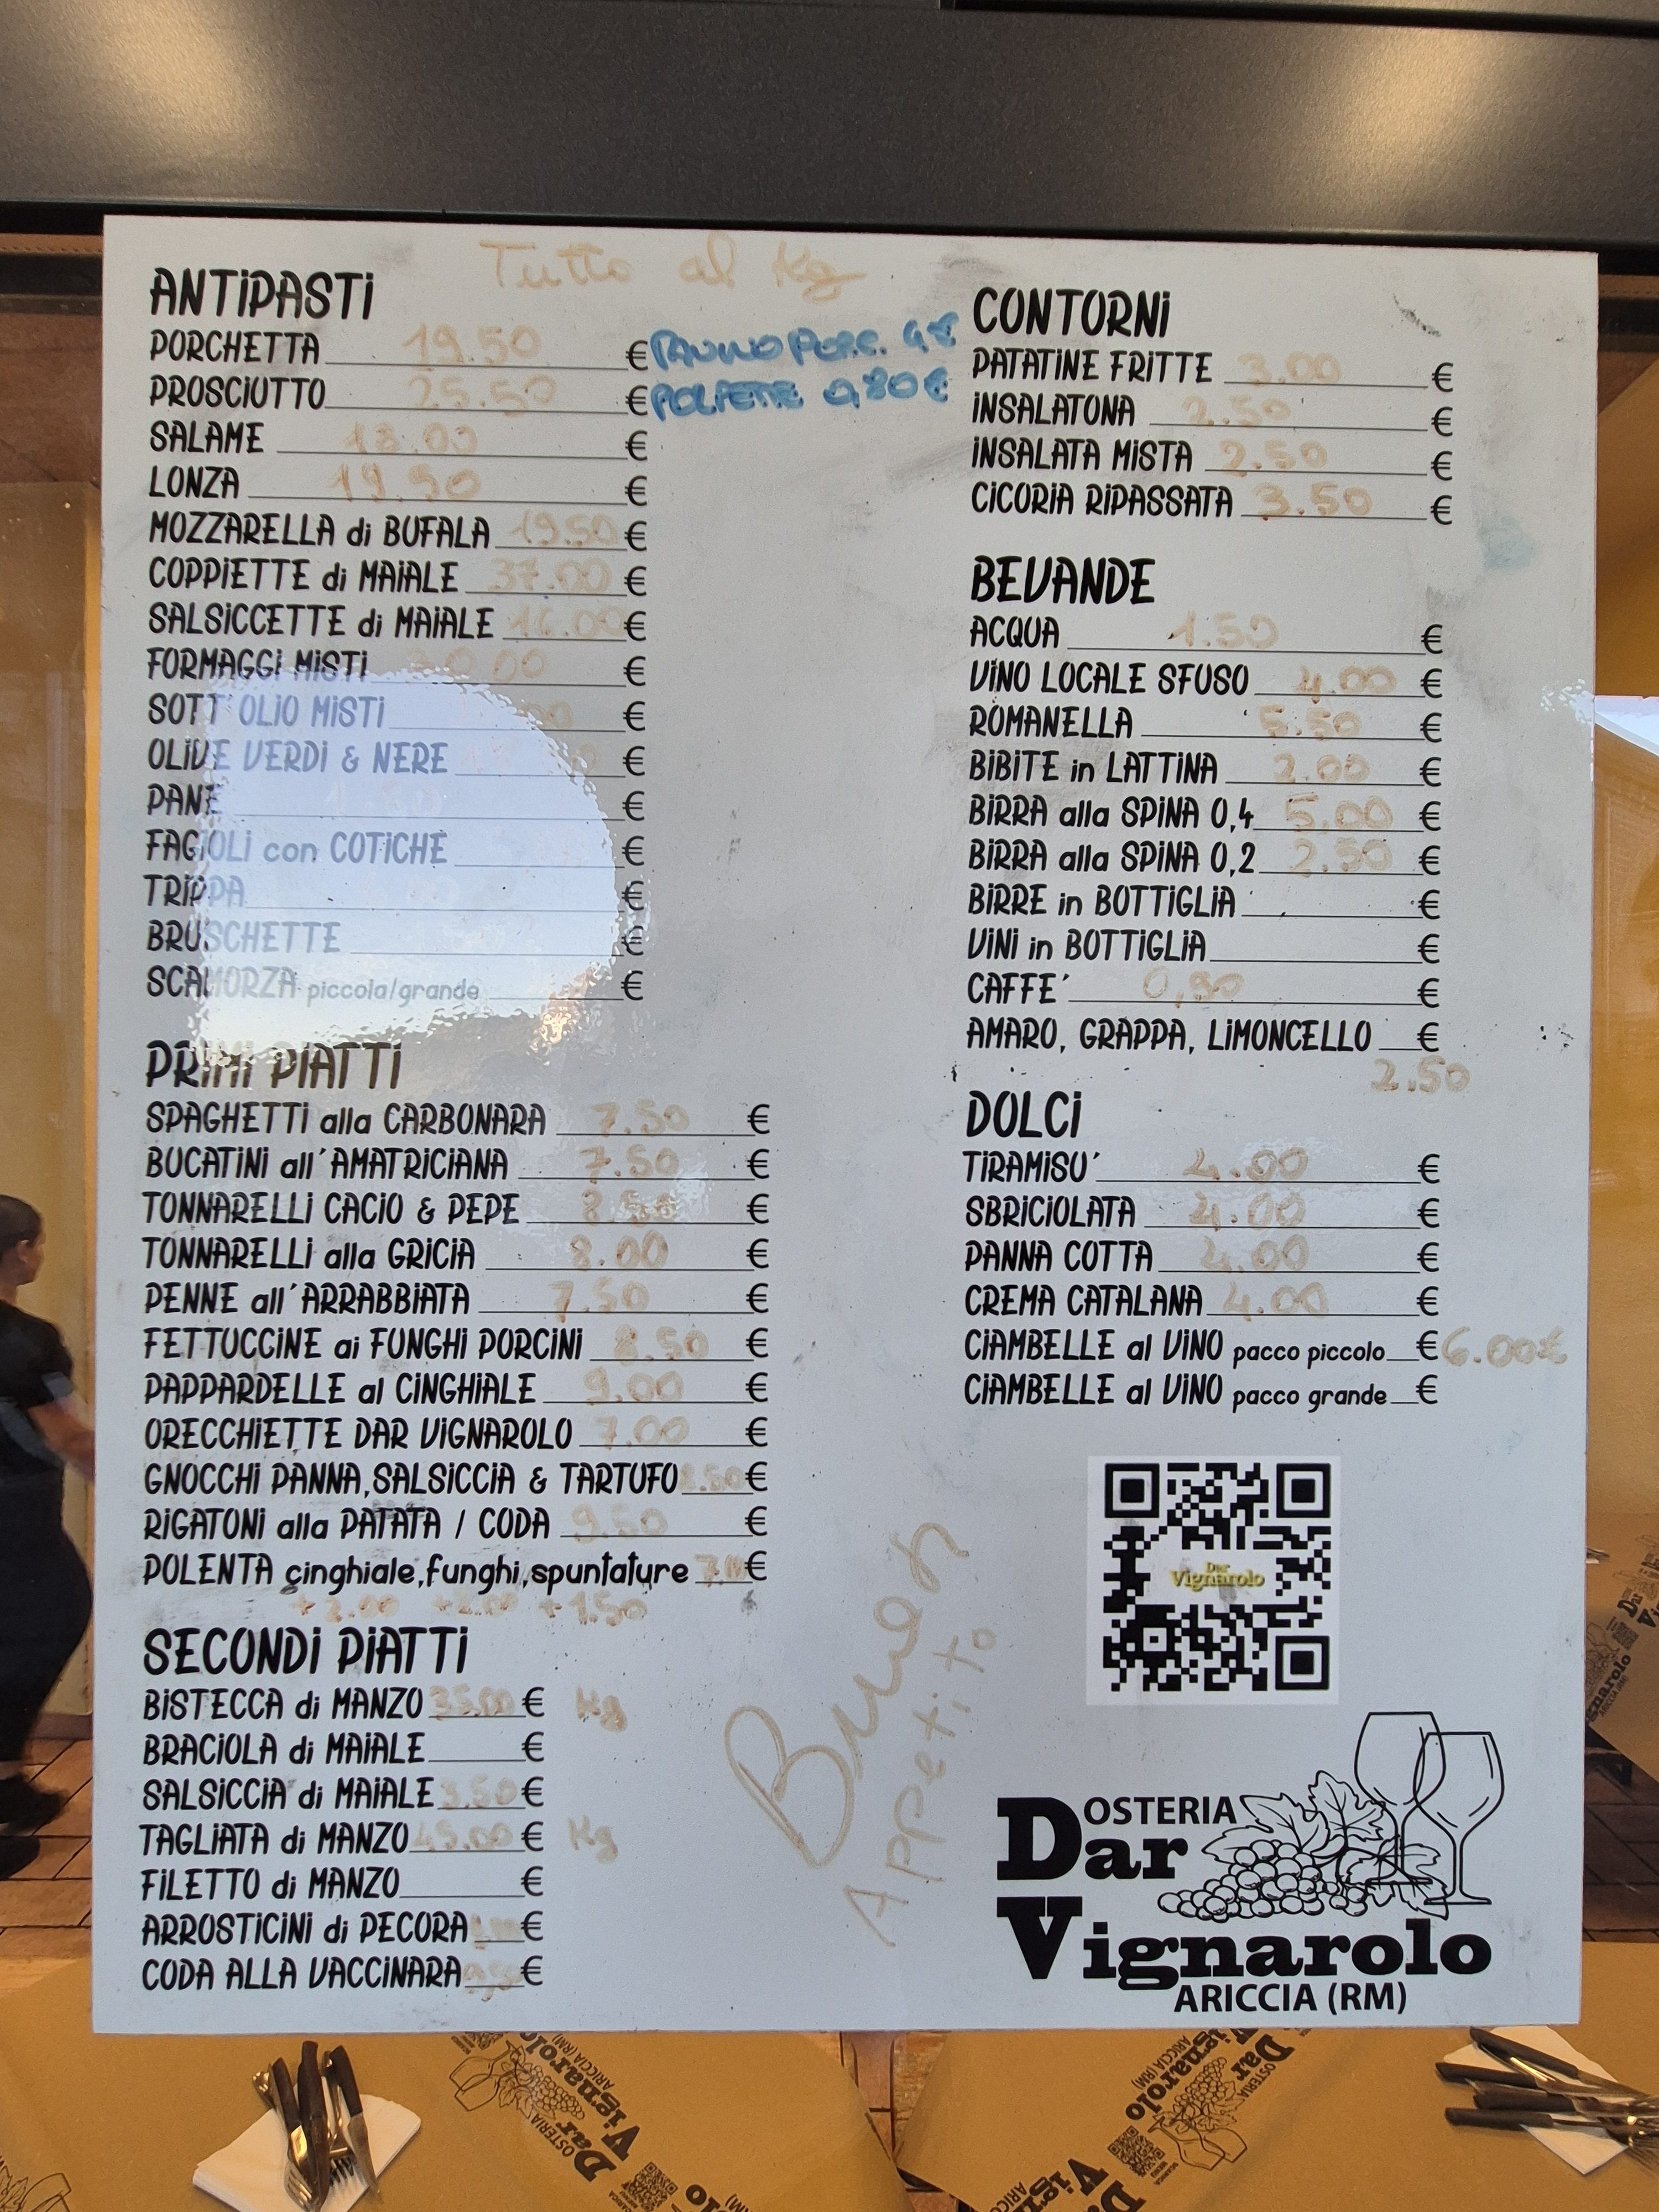 Tutto al Kg
ANTIPASTI
PORCHETTA 19.50 € PANINO PORC. 4,€
PROSCIUTTO 25.50 € POLPETTE 0,80€
SALAME 18.00 €
LONZA 19.50 €
MOZZARELLA di BUFALA 19.50 €
COPPIETTE di MAIALE 37.00 €
SALSICCETTE di MAIALE 16.00 €
FORMAGGI MISTI €
SOTT'OLIO MISTI €
OLIVE VERDI & NERE €
PANE €
FAGIOLI con COTICHE €
TRIPPA €
BRUSCHETTE €
SCAMORZA piccola/grande €
PRIMI PIATTI
SPAGHETTI alla CARBONARA 7.50 €
BUCATINI all'AMATRICIANA 7.50 €
TONNARELLI CACIO & PEPE 8.50 €
TONNARELLI alla GRICIA 8.00 €
PENNE all'ARRABBIATA 7.50 €
FETTUCCINE ai FUNGHI PORCINI 8.50 €
PAPPARDELLE al CINGHIALE 9.00 €
ORECCHIETTE DAR VIGNAROLO 7.00 €
GNOCCHI PANNA,SALSICCIA & TARTUFO 8.50 €
RIGATONI alla PATATA / CODA 9.50 €
POLENTA cinghiale,funghi,spuntature €
+2.00 +2.00 +1.50
SECONDI PIATTI
BISTECCA di MANZO 35.00 € Kg
BRACIOLA di MAIALE €
SALSICCIA di MAIALE 3.50 €
TAGLIATA di MANZO 45.00 € Kg
FILETTO di MANZO €
ARROSTICINI di PECORA €
CODA ALLA VACCINARA €
Buon
Appetito
CONTORNI
PATATINE FRITTE 3.00 €
INSALATONA 2.50 €
INSALATA MISTA 2.50 €
CICORIA RIPASSATA 3.50 €
BEVANDE
ACQUA 1.50 €
VINO LOCALE SFUSO 4.00 €
ROMANELLA 5.50 €
BIBITE in LATTINA 2.00 €
BIRRA alla SPINA 0,4 5.00 €
BIRRA alla SPINA 0,2 2.50 €
BIRRE in BOTTIGLIA €
VINI in BOTTIGLIA €
CAFFE' 0,90 €
AMARO, GRAPPA, LIMONCELLO €
2.50
DOLCI
TIRAMISU' 4.00 €
SBRICIOLATA 4.00 €
PANNA COTTA 4.00 €
CREMA CATALANA 4.00 €
CIAMBELLE al VINO pacco piccolo € 6.00€
CIAMBELLE al VINO pacco grande €
Dar
Vignarolo
OSTERIA
Dar
Vignarolo
ARICCIA (RM)